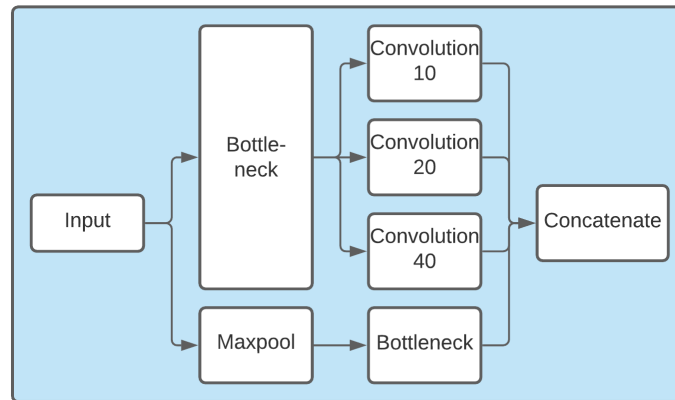 Input
Bottle-
neck
Maxpool
Convolution
10
Convolution
20
Convolution
40
Bottleneck
Concatenate